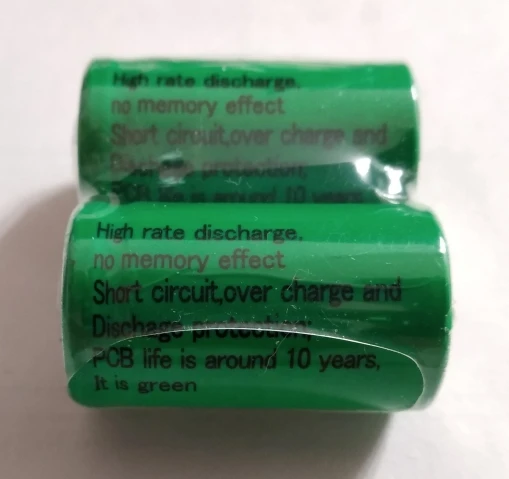 High rate discharge,
no memory effect
Short circuit,over charge and
Dischage protection;
PCB life is around 10 years,
High rate discharge,
no memory effect
Short circuit,over charge and
Dischage protection;
PCB life is around 10 years,
It is green